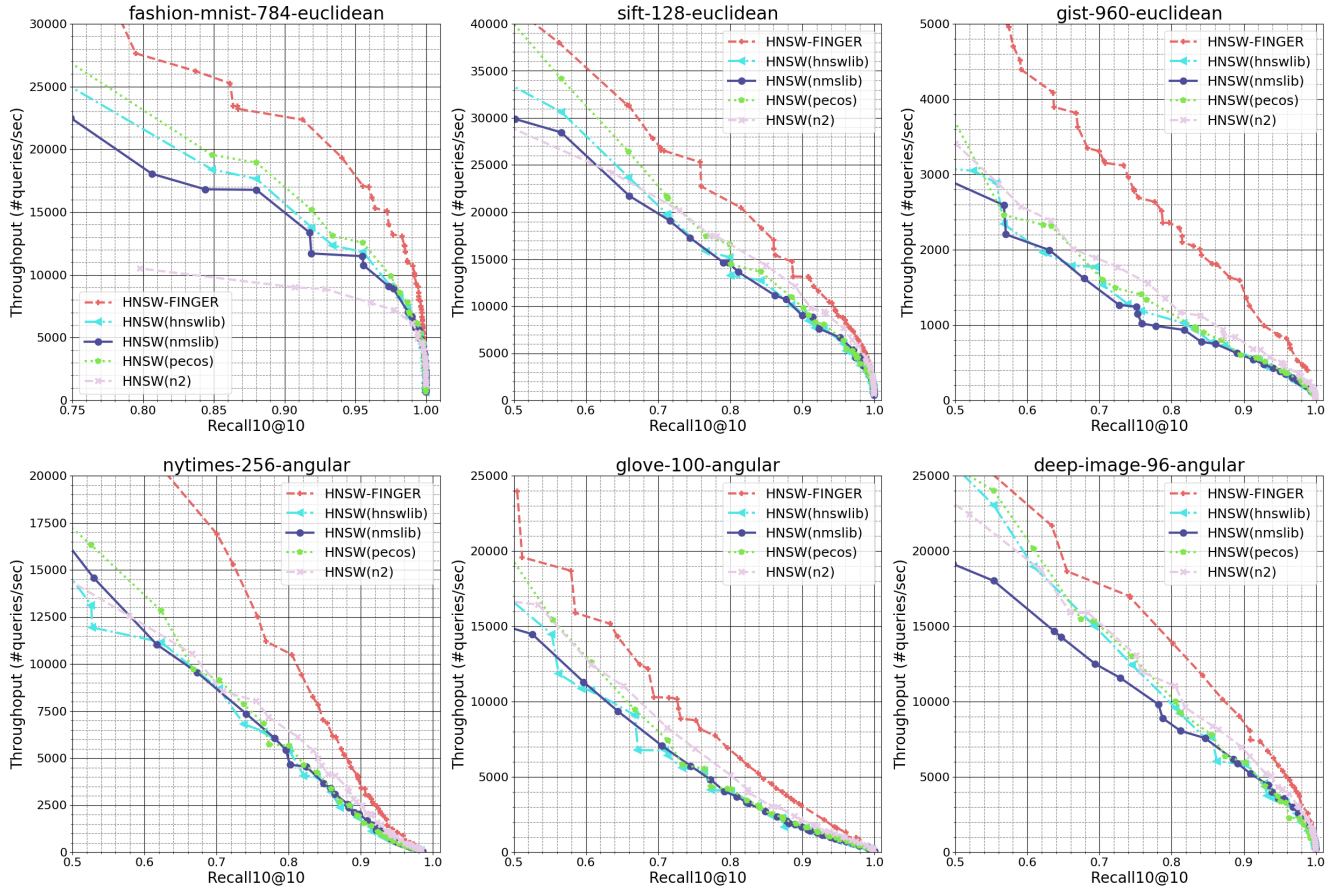 fashion-mnist-784-euclidean
30000
25000
20000
15000
10000
5000
0
Throughoput (#queries/sec)
HNSW-FINGER
HNSW(hnswlib)
HNSW(nmslib)
HNSW(pecos)
HNSW(n2)
0.75 0.80 0.85 0.90 0.95 1.00
Recall10@10
sift-128-euclidean
40000
35000
30000
25000
20000
15000
10000
5000
0
Throughoput (#queries/sec)
HNSW-FINGER
HNSW(hnswlib)
HNSW(nmslib)
HNSW(pecos)
HNSW(n2)
0.5 0.6 0.7 0.8 0.9 1.0
Recall10@10
gist-960-euclidean
5000
4000
3000
2000
1000
0
Throughoput (#queries/sec)
HNSW-FINGER
HNSW(hnswlib)
HNSW(nmslib)
HNSW(pecos)
HNSW(n2)
0.5 0.6 0.7 0.8 0.9 1.0
Recall10@10
nytimes-256-angular
20000
17500
15000
12500
10000
7500
5000
2500
0
Throughoput (#queries/sec)
HNSW-FINGER
HNSW(hnswlib)
HNSW(nmslib)
HNSW(pecos)
HNSW(n2)
0.5 0.6 0.7 0.8 0.9 1.0
Recall10@10
glove-100-angular
25000
20000
15000
10000
5000
0
Throughoput (#queries/sec)
HNSW-FINGER
HNSW(hnswlib)
HNSW(nmslib)
HNSW(pecos)
HNSW(n2)
0.5 0.6 0.7 0.8 0.9 1.0
Recall10@10
deep-image-96-angular
25000
20000
15000
10000
5000
0
Throughoput (#queries/sec)
HNSW-FINGER
HNSW(hnswlib)
HNSW(nmslib)
HNSW(pecos)
HNSW(n2)
0.5 0.6 0.7 0.8 0.9 1.0
Recall10@10